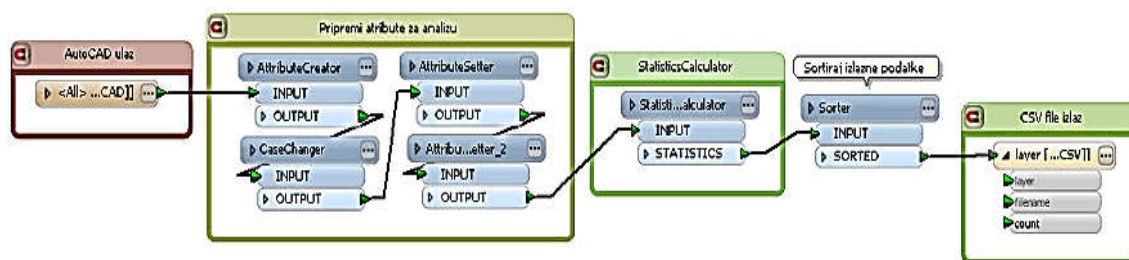 AutoCAD ulaz
<All> ...CAD]]
Pripremi atribute za analizu
AttributeCreator
INPUT
OUTPUT
CaseChanger
INPUT
OUTPUT
AttributeSetter
INPUT
OUTPUT
Attribu...etter_2
INPUT
OUTPUT
StatisticsCalculator
Statisti...alculator
INPUT
STATISTICS
Sortiraj izlazne podatke
Sorter
INPUT
SORTED
CSV file izlaz
layer [...CSV]]
layer
filename
count